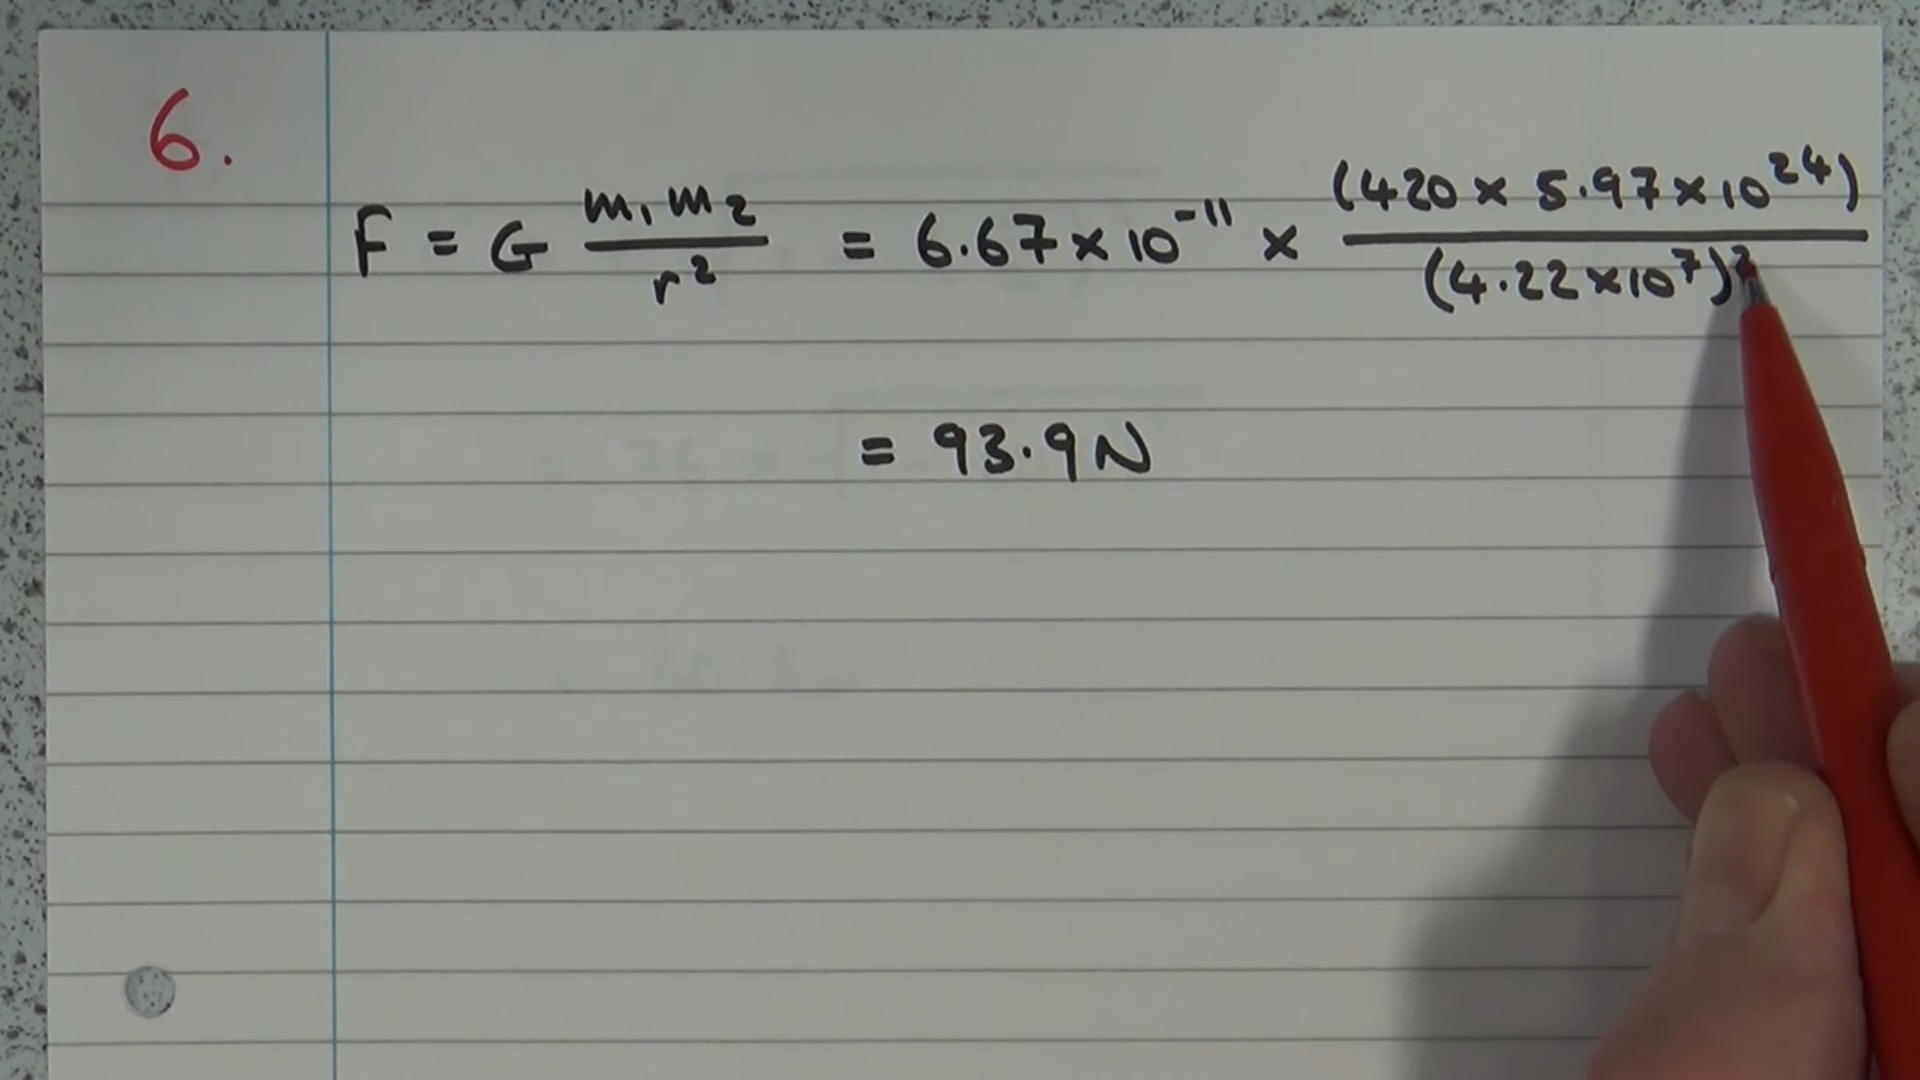 6.
F = G m₁m₂ / r² = 6.67 × 10⁻¹¹ × (420 × 5.97 × 10²⁴) / (4.22 × 10⁷)²
= 93.9 N